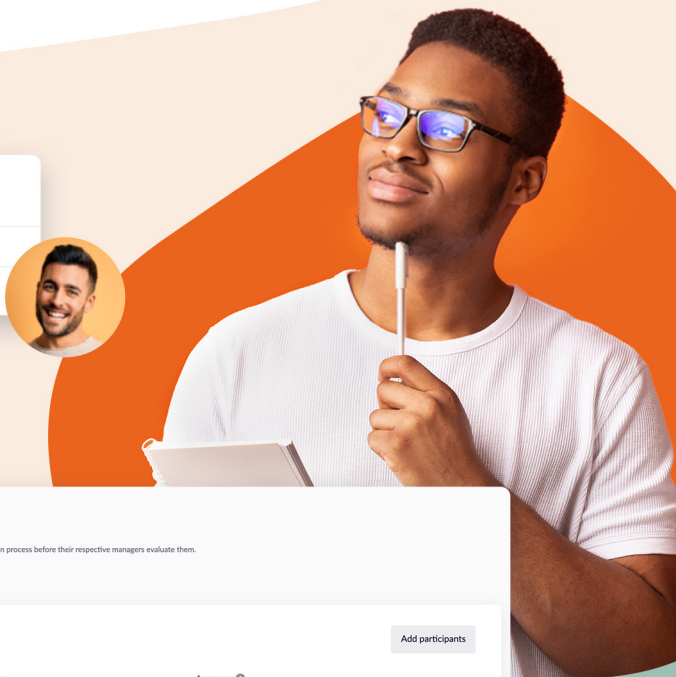 n process before their respective managers evaluate them.
Add participants